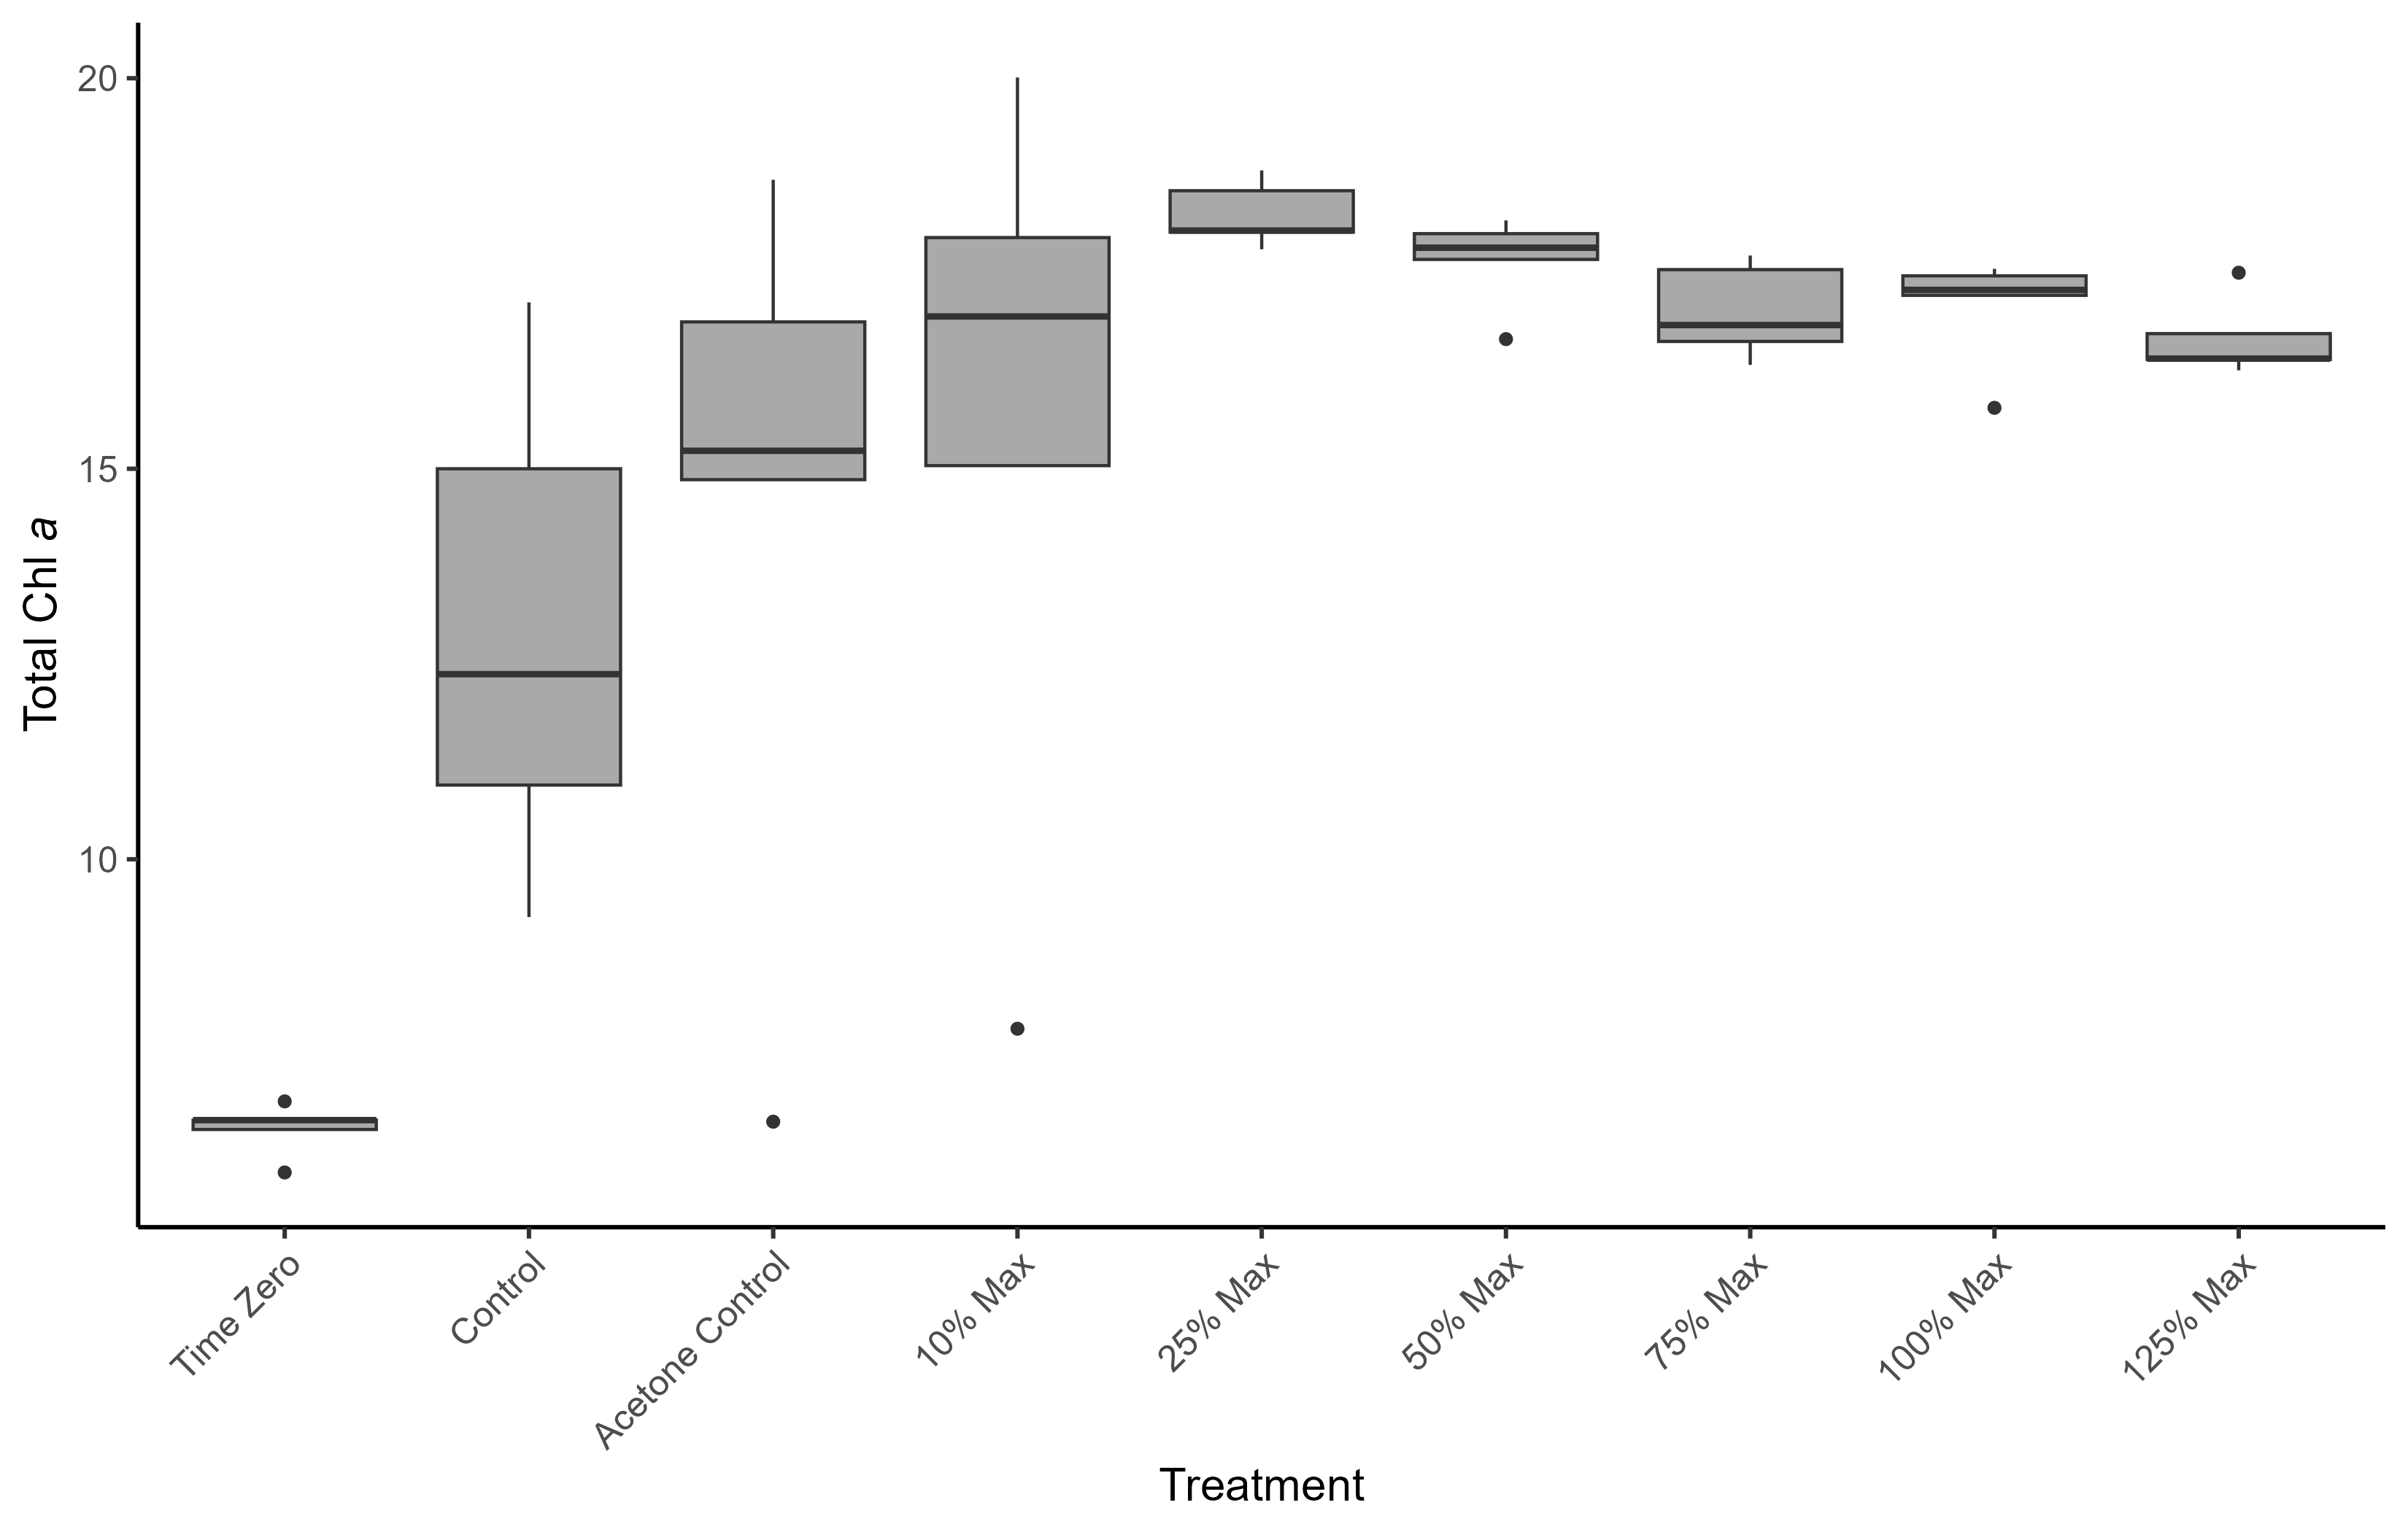 Total Chl a
20
15
10
Time Zero
Control
Acetone Control
10% Max
25% Max
50% Max
75% Max
100% Max
125% Max
Treatment